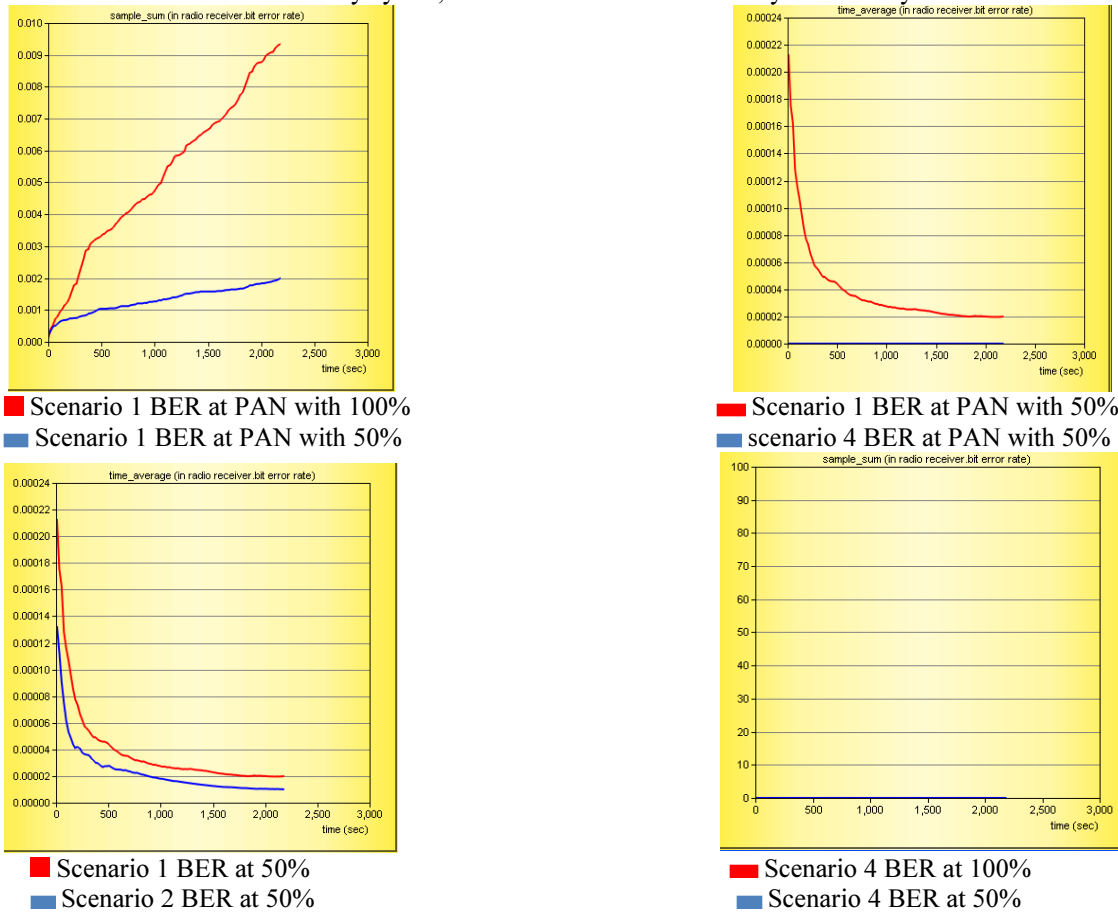 sample_sum (in radio receiver.bit error rate)
0.010
0.009
0.008
0.007
0.006
0.005
0.004
0.003
0.002
0.001
0.000
0 500 1,000 1,500 2,000 2,500 3,000
time (sec)
Scenario 1 BER at PAN with 100%
Scenario 1 BER at PAN with 50%
time_average (in radio receiver.bit error rate)
0.00024
0.00022
0.00020
0.00018
0.00016
0.00014
0.00012
0.00010
0.00008
0.00006
0.00004
0.00002
0.00000
0 500 1,000 1,500 2,000 2,500 3,000
time (sec)
Scenario 1 BER at PAN with 50%
scenario 4 BER at PAN with 50%
time_average (in radio receiver.bit error rate)
0.00024
0.00022
0.00020
0.00018
0.00016
0.00014
0.00012
0.00010
0.00008
0.00006
0.00004
0.00002
0.00000
0 500 1,000 1,500 2,000 2,500 3,000
time (sec)
Scenario 1 BER at 50%
Scenario 2 BER at 50%
sample_sum (in radio receiver.bit error rate)
100
90
80
70
60
50
40
30
20
10
0
0 500 1,000 1,500 2,000 2,500 3,000
time (sec)
Scenario 4 BER at 100%
Scenario 4 BER at 50%